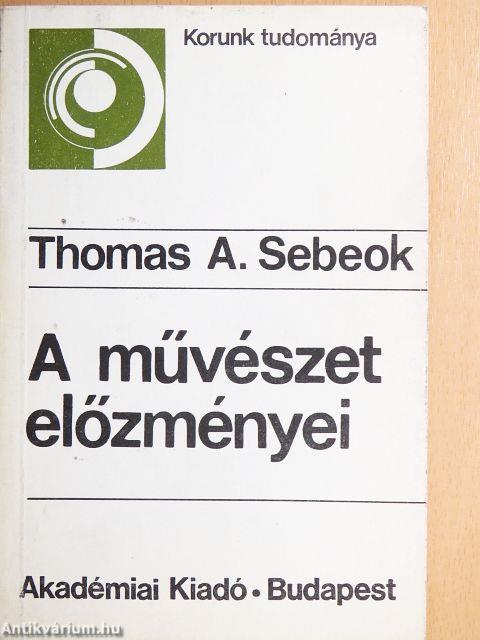 Korunk tudománya
Thomas A. Sebeok
A művészet
előzményei
Akadémiai Kiadó • Budapest
Antikvárium.hu